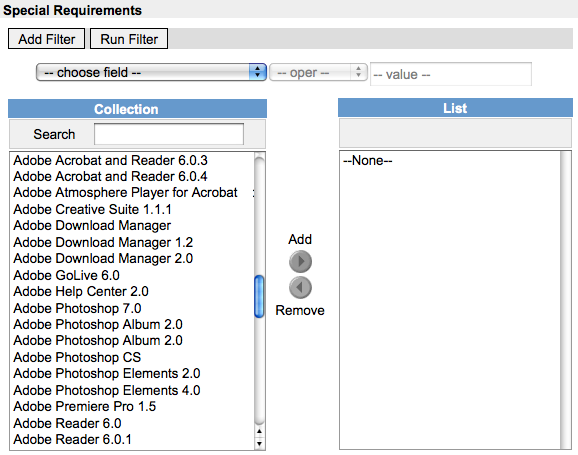 Special Requirements
Add Filter Run Filter
-- choose field -- -- oper -- -- value --
Collection List
Search
Adobe Acrobat and Reader 6.0.3 --None--
Adobe Acrobat and Reader 6.0.4
Adobe Atmosphere Player for Acrobat
Adobe Creative Suite 1.1.1
Adobe Download Manager
Adobe Download Manager 1.2
Adobe Download Manager 2.0
Adobe GoLive 6.0
Adobe Help Center 2.0
Adobe Photoshop 7.0
Adobe Photoshop Album 2.0
Adobe Photoshop Album 2.0
Adobe Photoshop CS
Adobe Photoshop Elements 2.0
Adobe Photoshop Elements 4.0
Adobe Premiere Pro 1.5
Adobe Reader 6.0
Adobe Reader 6.0.1
Add
Remove